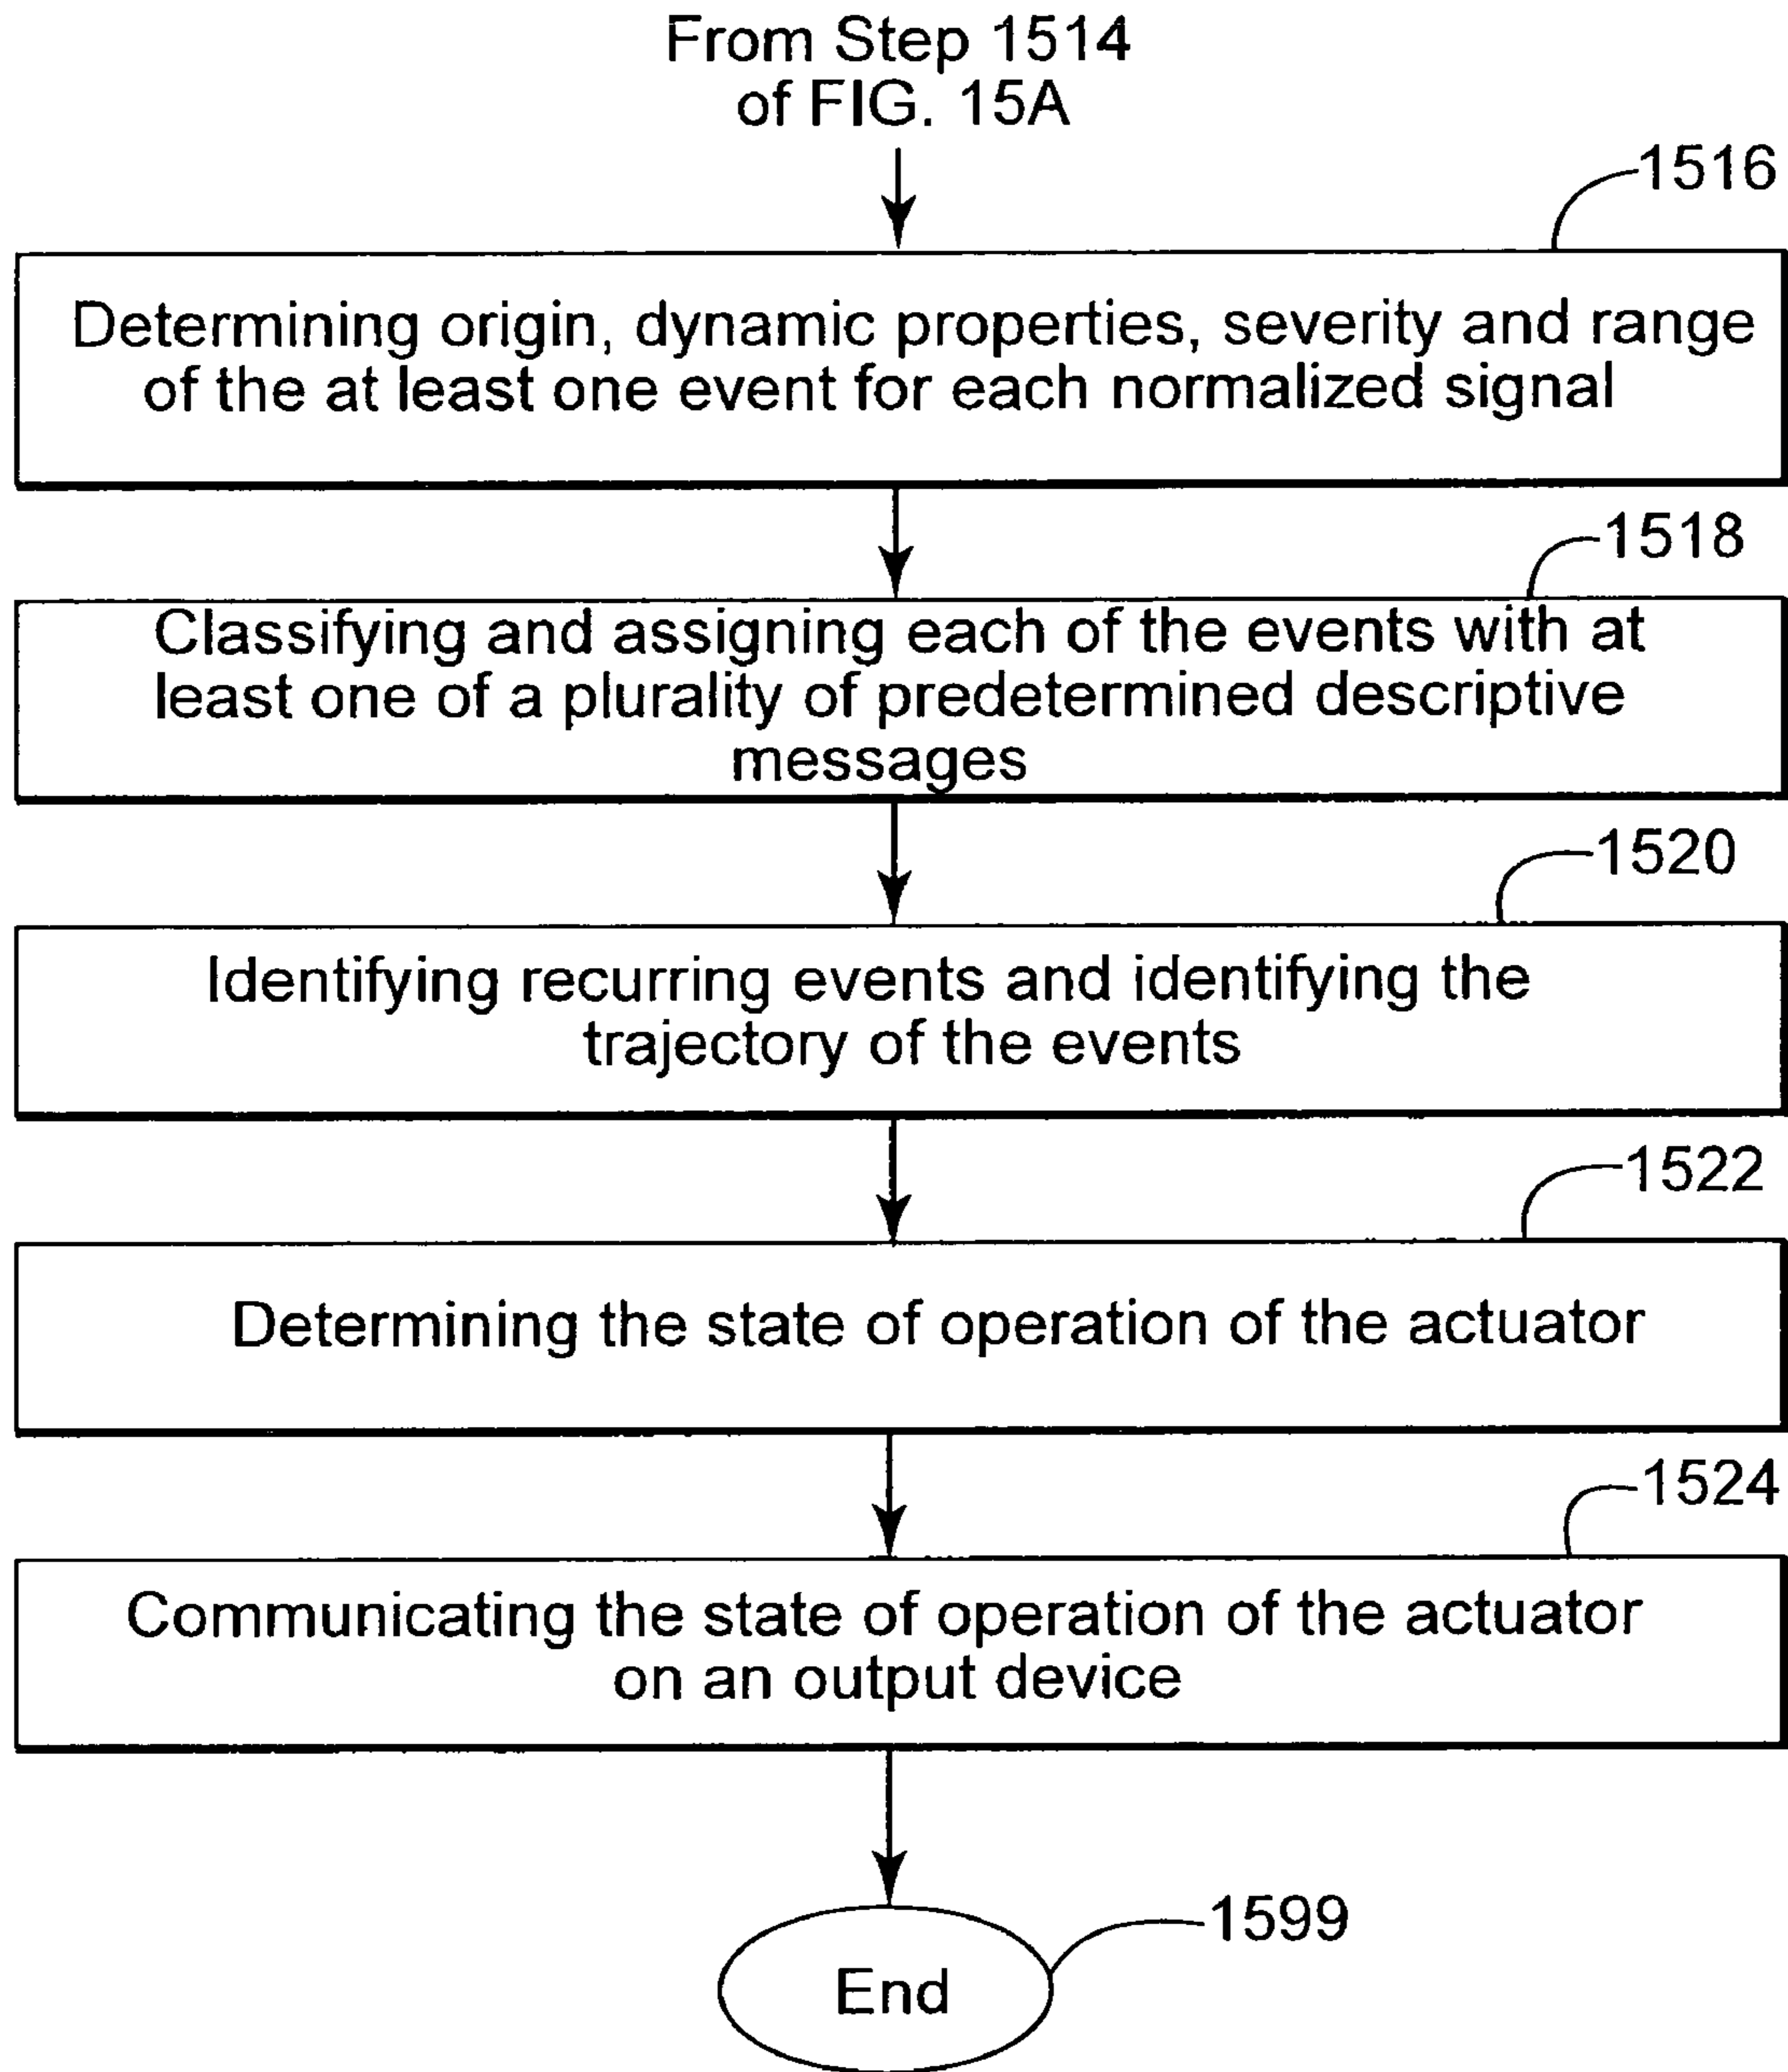 From Step 1514
of FIG. 15A
1516
Determining origin, dynamic properties, severity and range
of the at least one event for each normalized signal
1518
Classifying and assigning each of the events with at
least one of a plurality of predetermined descriptive
messages
1520
Identifying recurring events and identifying the
trajectory of the events
1522
Determining the state of operation of the actuator
1524
Communicating the state of operation of the actuator
on an output device
1599
End